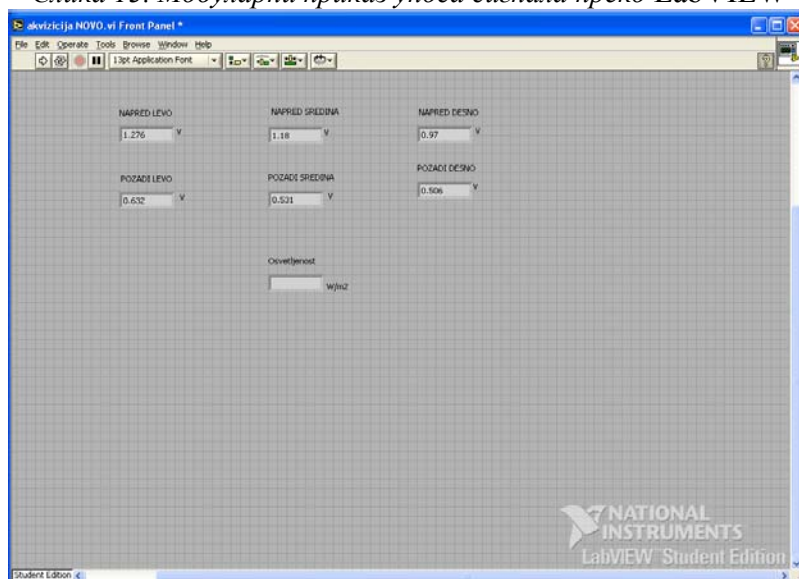 Слика 15. Модуларни приказ уноса сигнала преко LabVIEW
akvizicija NOVO.vi Front Panel *
File Edit Operate Tools Browse Window Help
13pt Application Font
NAPRED LEVO NAPRED SREDINA NAPRED DESNO
1.276 V 1.18 V 0.97 V
POZADI LEVO POZADI SREDINA POZADI DESNO
0.632 V 0.531 V 0.506 V
Osvetljenost
W/m2
NATIONAL
INSTRUMENTS
LabVIEW Student Edition
Student Edition